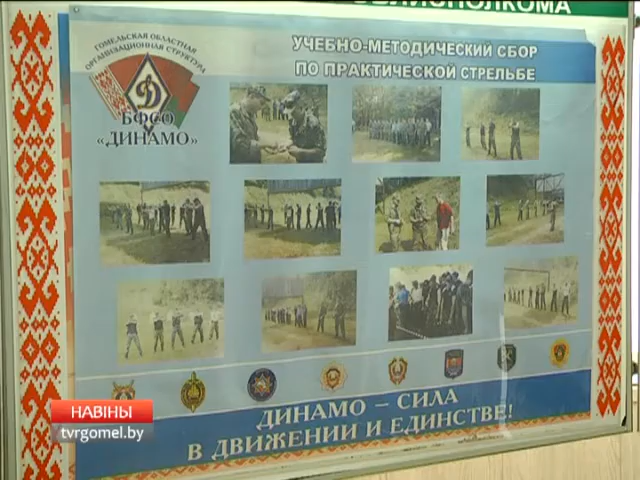 ОБЛИСПОЛКОМА
ГОМЕЛЬСКАЯ ОБЛАСТНАЯ
ОРГАНИЗАЦИОННАЯ СТРУКТУРА
Д
БФСО
«ДИНАМО»
УЧЕБНО-МЕТОДИЧЕСКИЙ СБОР
ПО ПРАКТИЧЕСКОЙ СТРЕЛЬБЕ
ДИНАМО – СИЛА
В ДВИЖЕНИИ И ЕДИНСТВЕ!
НАВІНЫ
tvrgomel.by